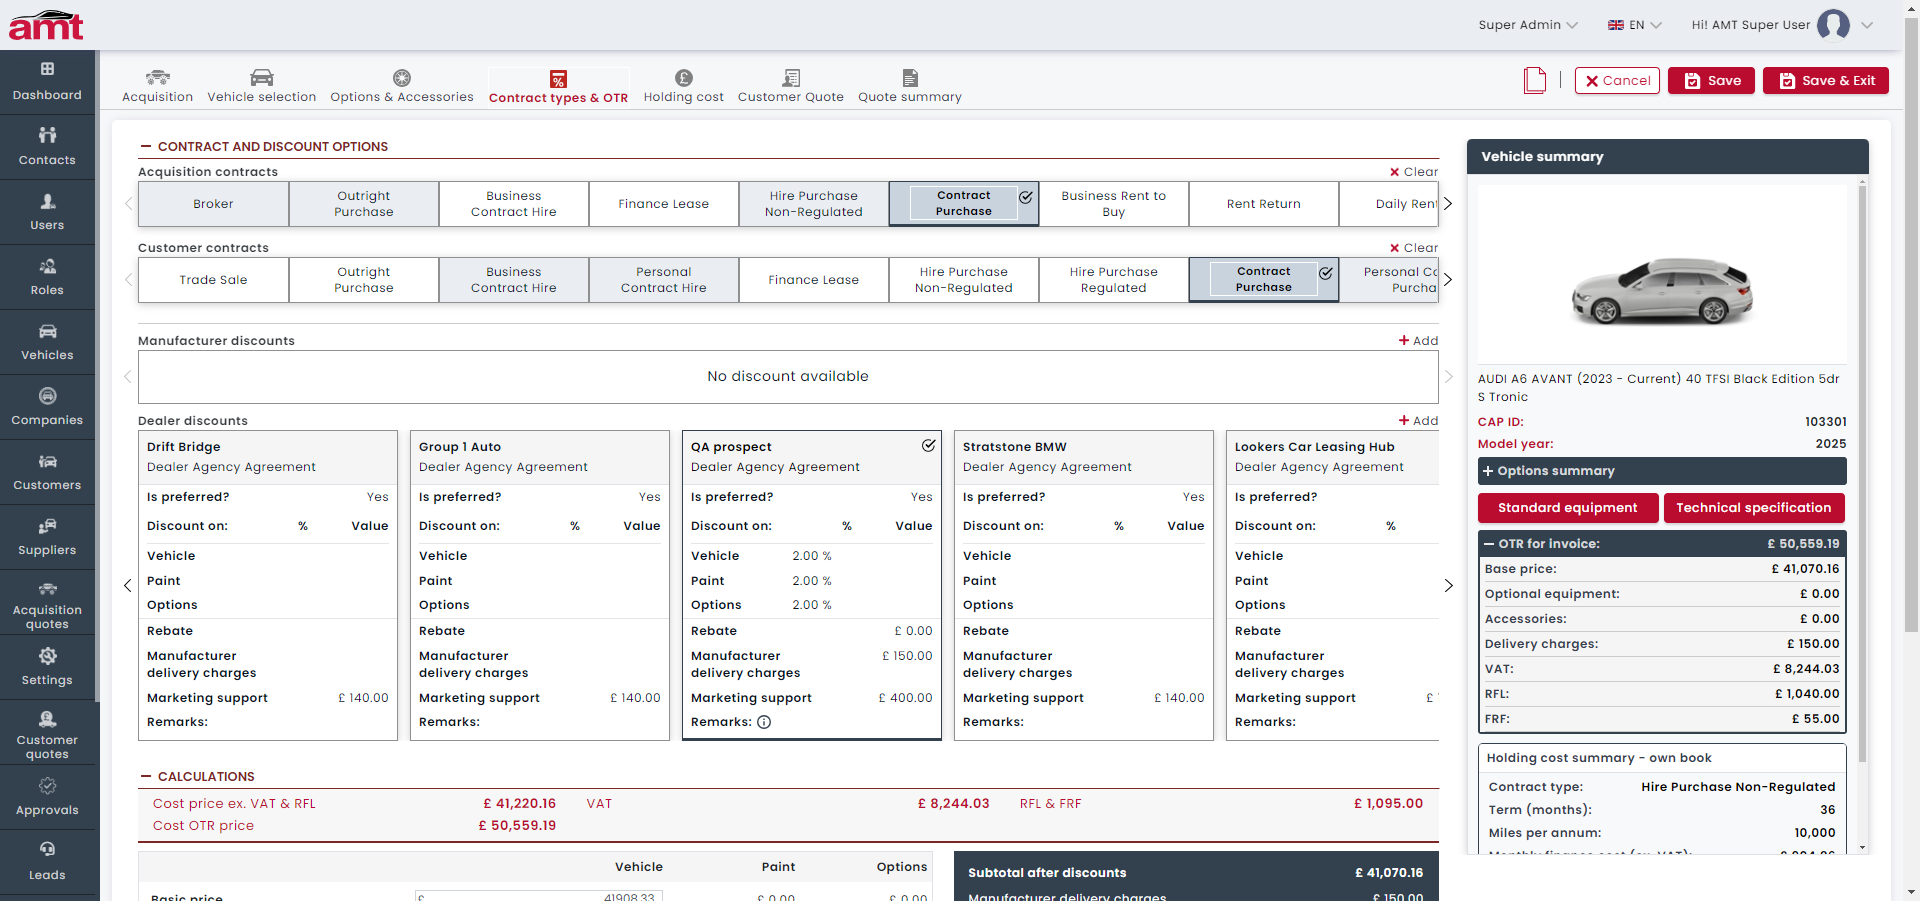 amt
Super Admin
EN
Hi! AMT Super User
Dashboard
Contacts
Users
Roles
Vehicles
Companies
Customers
Suppliers
Acquisition
quotes
Settings
Customer
quotes
Approvals
Leads
Acquisition
Vehicle selection
Options & Accessories
Contract types & OTR
Holding cost
Customer Quote
Quote summary
Cancel
Save
Save & Exit
CONTRACT AND DISCOUNT OPTIONS
Acquisition contracts
Clear
Broker
Outright
Purchase
Business
Contract Hire
Finance Lease
Hire Purchase
Non-Regulated
Contract
Purchase
Business Rent to
Buy
Rent Return
Daily Rent
Customer contracts
Clear
Trade Sale
Outright
Purchase
Business
Contract Hire
Personal
Contract Hire
Finance Lease
Hire Purchase
Non-Regulated
Hire Purchase
Regulated
Contract
Purchase
Personal Co
Purcha
Manufacturer discounts
+ Add
No discount available
Dealer discounts
+ Add
Drift Bridge
Dealer Agency Agreement
Is preferred? Yes
Discount on: % Value
Vehicle
Paint
Options
Rebate
Manufacturer
delivery charges
Marketing support £ 140.00
Remarks:
Group 1 Auto
Dealer Agency Agreement
Is preferred? Yes
Discount on: % Value
Vehicle
Paint
Options
Rebate
Manufacturer
delivery charges
Marketing support £ 140.00
Remarks:
QA prospect
Dealer Agency Agreement
Is preferred? Yes
Discount on: % Value
Vehicle 2.00 %
Paint 2.00 %
Options 2.00 %
Rebate £ 0.00
Manufacturer £ 150.00
delivery charges
Marketing support £ 400.00
Remarks:
Stratstone BMW
Dealer Agency Agreement
Is preferred? Yes
Discount on: % Value
Vehicle
Paint
Options
Rebate
Manufacturer
delivery charges
Marketing support £ 140.00
Remarks:
Lookers Car Leasing Hub
Dealer Agency Agreement
Is preferred?
Discount on: %
Vehicle
Paint
Options
Rebate
Manufacturer
delivery charges
Marketing support £
Remarks:
CALCULATIONS
Cost price ex. VAT & RFL £ 41,220.16 VAT £ 8,244.03 RFL & FRF £ 1,095.00
Cost OTR price £ 50,559.19
Vehicle Paint Options
Basic price £ 41908.33 £ 0.00 £ 0.00
Subtotal after discounts £ 41,070.16
Manufacturer delivery charges £ 150.00
Vehicle summary
AUDI A6 AVANT (2023 - Current) 40 TFSI Black Edition 5dr
S Tronic
CAP ID: 103301
Model year: 2025
+ Options summary
Standard equipment
Technical specification
OTR for invoice: £ 50,559.19
Base price: £ 41,070.16
Optional equipment: £ 0.00
Accessories: £ 0.00
Delivery charges: £ 150.00
VAT: £ 8,244.03
RFL: £ 1,040.00
FRF: £ 55.00
Holding cost summary - own book
Contract type: Hire Purchase Non-Regulated
Term (months): 36
Miles per annum: 10,000